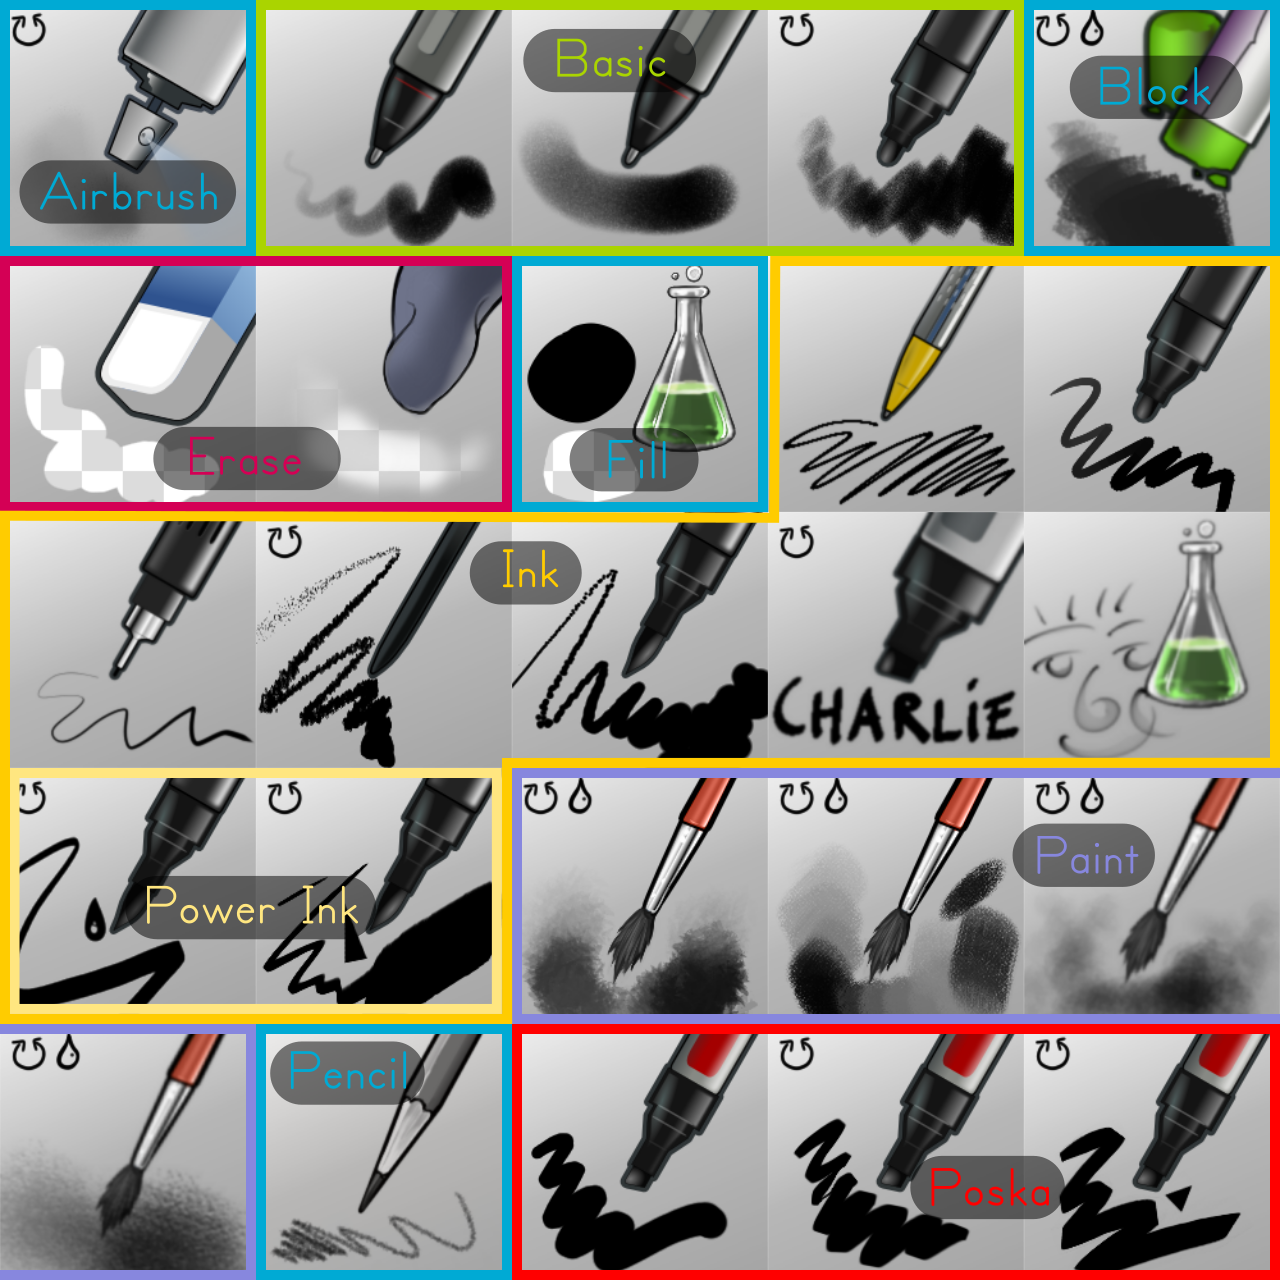 Airbrush
Basic
Block
Erase
Fill
Ink
CHARLiE
Power Ink
Paint
Pencil
Poska